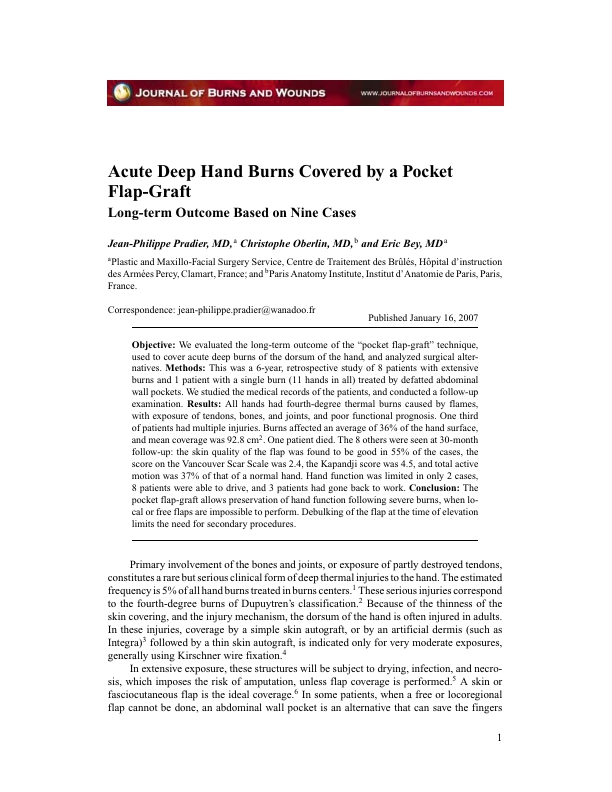 JOURNAL OF BURNS AND WOUNDS
WWW.JOURNALOFBURNSANDWOUNDS.COM
Acute Deep Hand Burns Covered by a Pocket
Flap-Graft
Long-term Outcome Based on Nine Cases
Jean-Philippe Pradier, MD,a Christophe Oberlin, MD,b and Eric Bey, MDa
aPlastic and Maxillo-Facial Surgery Service, Centre de Traitement des Brûlés, Hôpital d'instruction
des Armées Percy, Clamart, France; and bParis Anatomy Institute, Institut d'Anatomie de Paris, Paris,
France.
Correspondence: jean-philippe.pradier@wanadoo.fr
Published January 16, 2007
Objective: We evaluated the long-term outcome of the “pocket flap-graft” technique,
used to cover acute deep burns of the dorsum of the hand, and analyzed surgical alter-
natives. Methods: This was a 6-year, retrospective study of 8 patients with extensive
burns and 1 patient with a single burn (11 hands in all) treated by defatted abdominal
wall pockets. We studied the medical records of the patients, and conducted a follow-up
examination. Results: All hands had fourth-degree thermal burns caused by flames,
with exposure of tendons, bones, and joints, and poor functional prognosis. One third
of patients had multiple injuries. Burns affected an average of 36% of the hand surface,
and mean coverage was 92.8 cm2. One patient died. The 8 others were seen at 30-month
follow-up: the skin quality of the flap was found to be good in 55% of the cases, the
score on the Vancouver Scar Scale was 2.4, the Kapandji score was 4.5, and total active
motion was 37% of that of a normal hand. Hand function was limited in only 2 cases,
8 patients were able to drive, and 3 patients had gone back to work. Conclusion: The
pocket flap-graft allows preservation of hand function following severe burns, when lo-
cal or free flaps are impossible to perform. Debulking of the flap at the time of elevation
limits the need for secondary procedures.
Primary involvement of the bones and joints, or exposure of partly destroyed tendons,
constitutes a rare but serious clinical form of deep thermal injuries to the hand. The estimated
frequency is 5% of all hand burns treated in burns centers.1 These serious injuries correspond
to the fourth-degree burns of Dupuytren's classification.2 Because of the thinness of the
skin covering, and the injury mechanism, the dorsum of the hand is often injured in adults.
In these injuries, coverage by a simple skin autograft, or by an artificial dermis (such as
Integra)3 followed by a thin skin autograft, is indicated only for very moderate exposures,
generally using Kirschner wire fixation.4
In extensive exposure, these structures will be subject to drying, infection, and necro-
sis, which imposes the risk of amputation, unless flap coverage is performed.5 A skin or
fasciocutaneous flap is the ideal coverage.6 In some patients, when a free or locoregional
flap cannot be done, an abdominal wall pocket is an alternative that can save the fingers
1